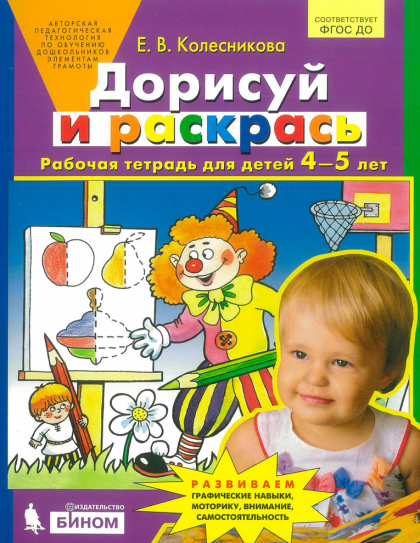 АВТОРСКАЯ
ПЕДАГОГИЧЕСКАЯ
ТЕХНОЛОГИЯ
ПО ОБУЧЕНИЮ
ДОШКОЛЬНИКОВ
ЭЛЕМЕНТАМ
ГРАМОТЫ
СООТВЕТСТВУЕТ
ФГОС ДО
Е. В. Колесникова
Дорисуй
и раскрась
Рабочая тетрадь для детей 4–5 лет
РАЗВИВАЕМ
ГРАФИЧЕСКИЕ НАВЫКИ,
МОТОРИКУ, ВНИМАНИЕ,
САМОСТОЯТЕЛЬНОСТЬ
ИЗДАТЕЛЬСТВО
БИНОМ